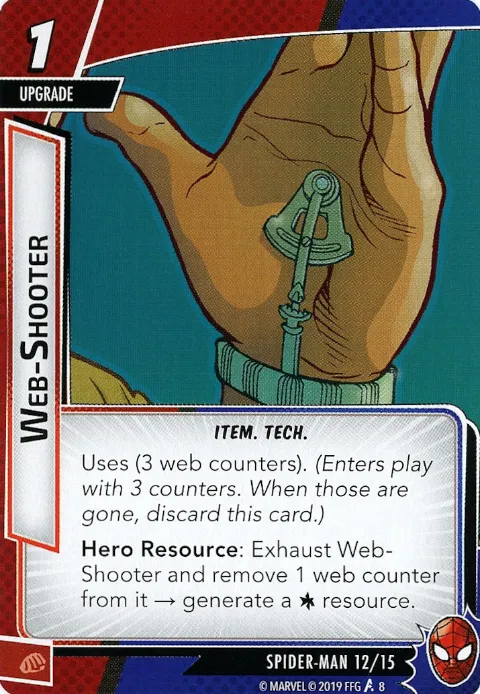 1
UPGRADE
WEB-SHOOTER
ITEM. TECH.
Uses (3 web counters). (Enters play
with 3 counters. When those are
gone, discard this card.)
Hero Resource: Exhaust Web-
Shooter and remove 1 web counter
from it → generate a resource.
SPIDER-MAN 12/15
© MARVEL © 2019 FFG 8